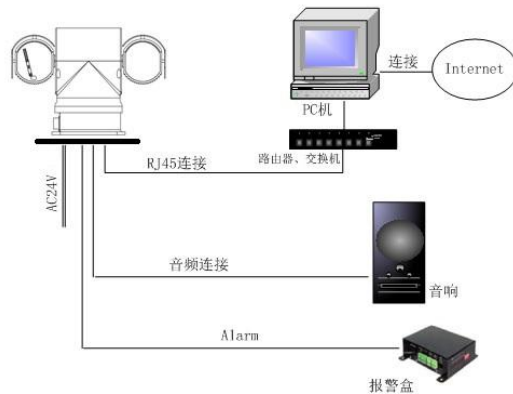 连接
Internet
PC机
路由器、交换机
RJ45连接
AC24V
音频连接
音响
Alarm
报警盒